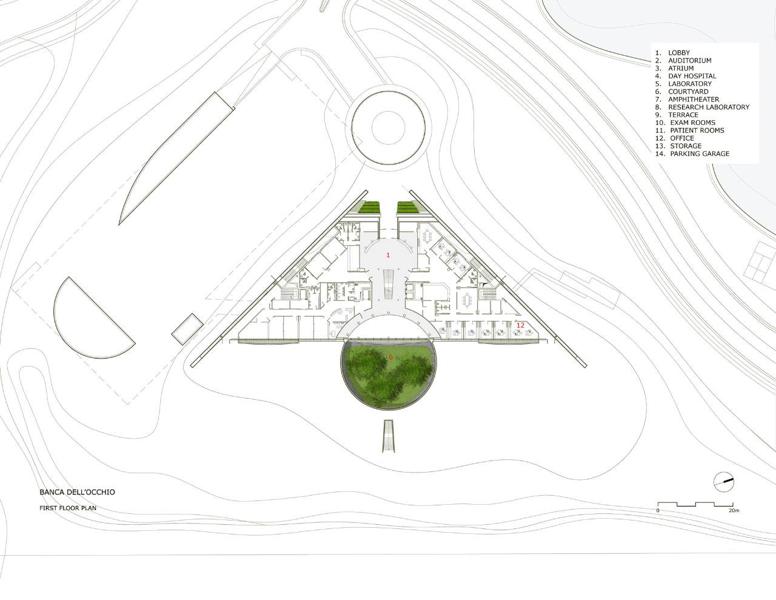 1. LOBBY
2. AUDITORIUM
3. ATRIUM
4. DAY HOSPITAL
5. LABORATORY
6. COURTYARD
7. AMPHITEATER
8. RESEARCH LABORATORY
9. TERRACE
10. EXAM ROOMS
11. PATIENT ROOMS
12. OFFICE
13. STORAGE
14. PARKING GARAGE
1
12
6
BANCA DELL'OCCHIO
FIRST FLOOR PLAN
0 20m